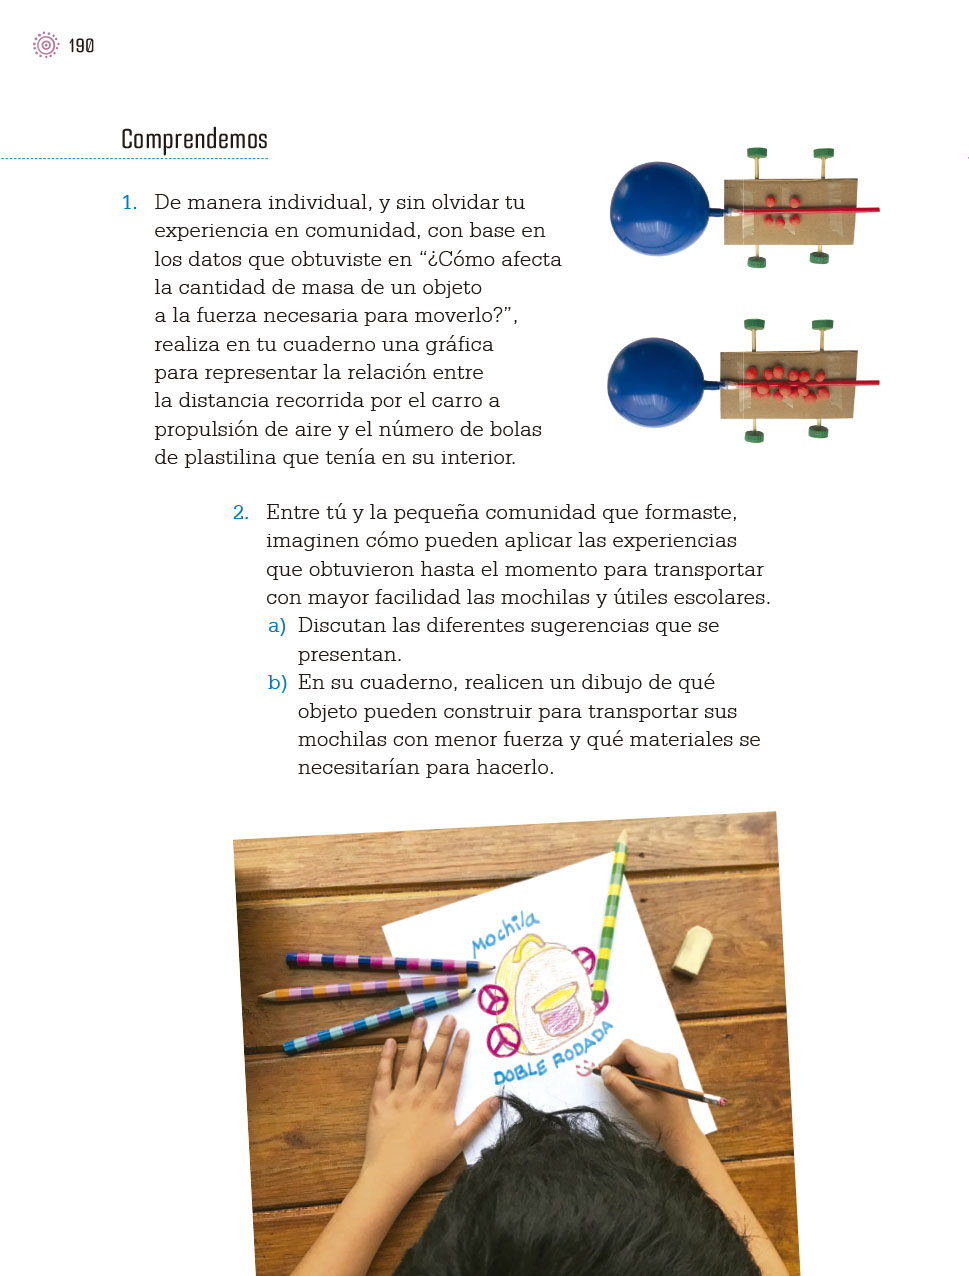 190
Comprendemos
1. De manera individual, y sin olvidar tu
experiencia en comunidad, con base en
los datos que obtuviste en “¿Cómo afecta
la cantidad de masa de un objeto
a la fuerza necesaria para moverlo?”,
realiza en tu cuaderno una gráfica
para representar la relación entre
la distancia recorrida por el carro a
propulsión de aire y el número de bolas
de plastilina que tenía en su interior.
2. Entre tú y la pequeña comunidad que formaste,
imaginen cómo pueden aplicar las experiencias
que obtuvieron hasta el momento para transportar
con mayor facilidad las mochilas y útiles escolares.
a) Discutan las diferentes sugerencias que se
presentan.
b) En su cuaderno, realicen un dibujo de qué
objeto pueden construir para transportar sus
mochilas con menor fuerza y qué materiales se
necesitarían para hacerlo.
Mochila
DOBLE RODADA